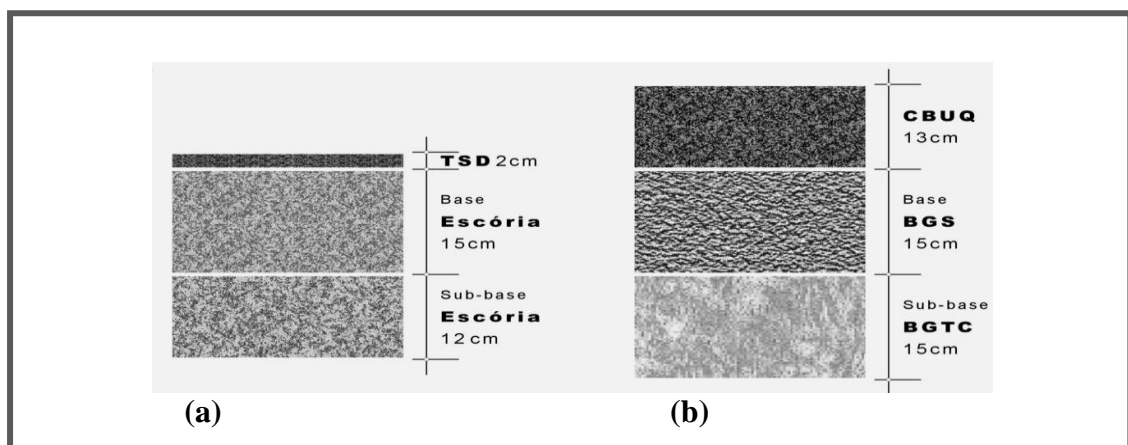 TSD 2cm
Base
Escória
15cm
Sub-base
Escória
12cm
(a)
CBUQ
13cm
Base
BGS
15cm
Sub-base
BGTC
15cm
(b)